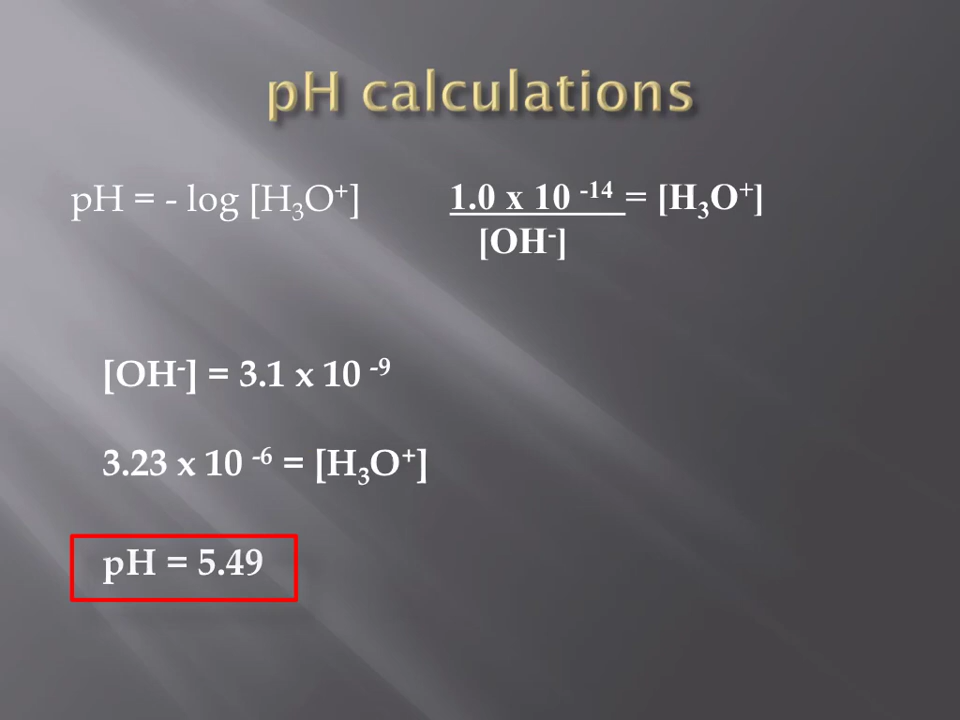 pH calculations
pH = - log [H₃O⁺]
1.0 x 10 ⁻¹⁴ = [H₃O⁺]
[OH⁻]
[OH⁻] = 3.1 x 10 ⁻⁹
3.23 x 10 ⁻⁶ = [H₃O⁺]
pH = 5.49